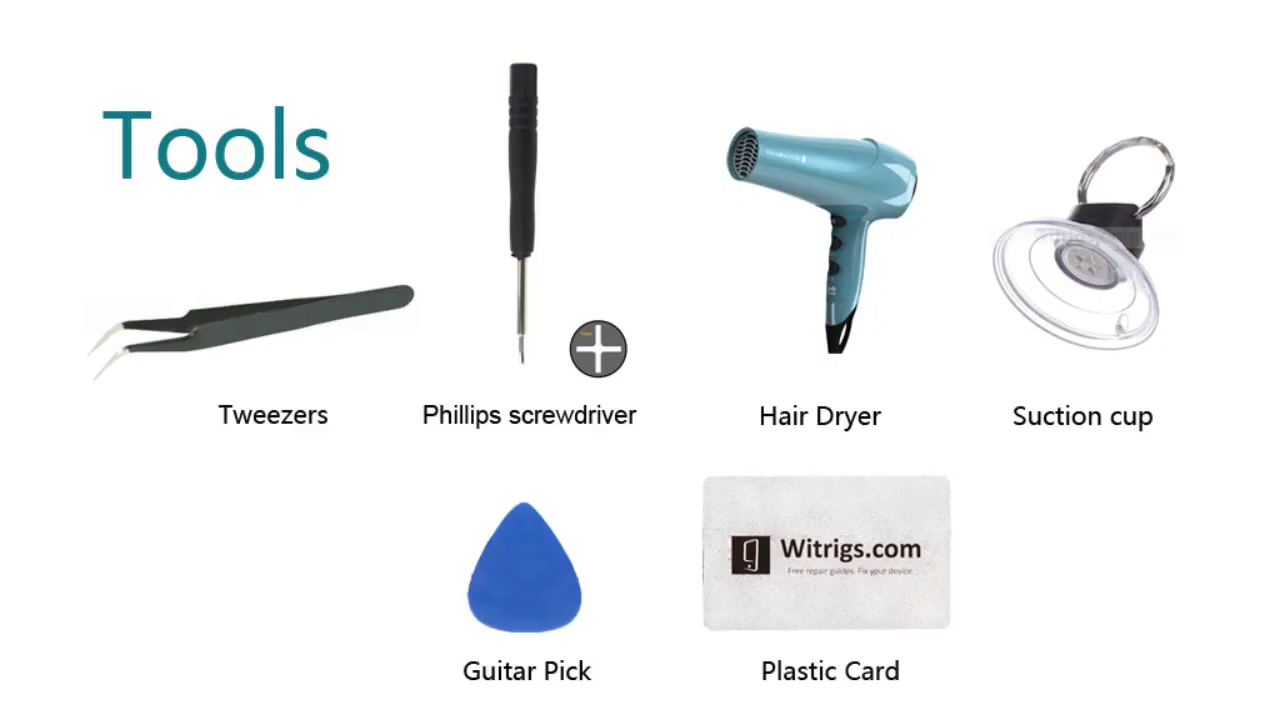 Tools
Tweezers
Phillips screwdriver
Hair Dryer
Suction cup
Witrigs.com
Free repair guides. Fix your device.
Guitar Pick
Plastic Card